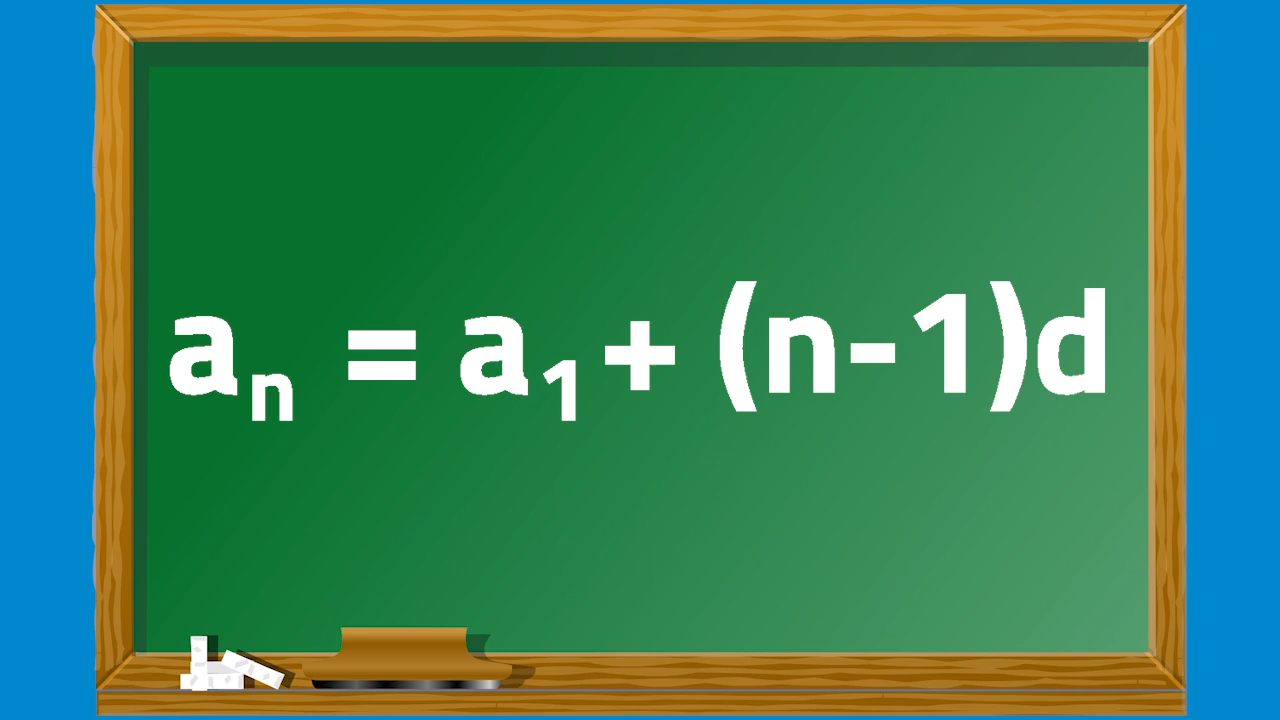 aₙ = a₁+ (n-1)d